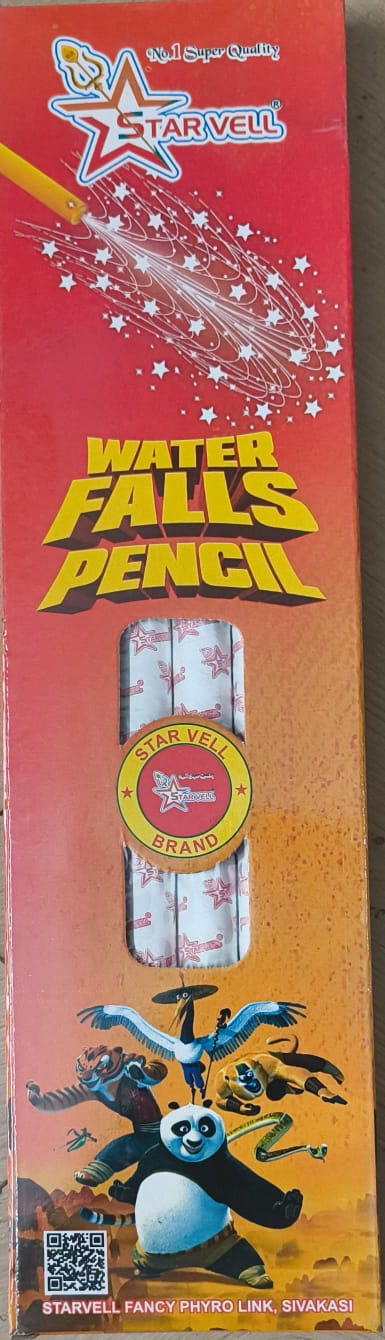 No.1 Super Quality
STAR VELL®
WATER
FALLS
PENCIL
STAR VELL
STARVELL
BRAND
STARVELL FANCY PHYRO LINK, SIVAKASI